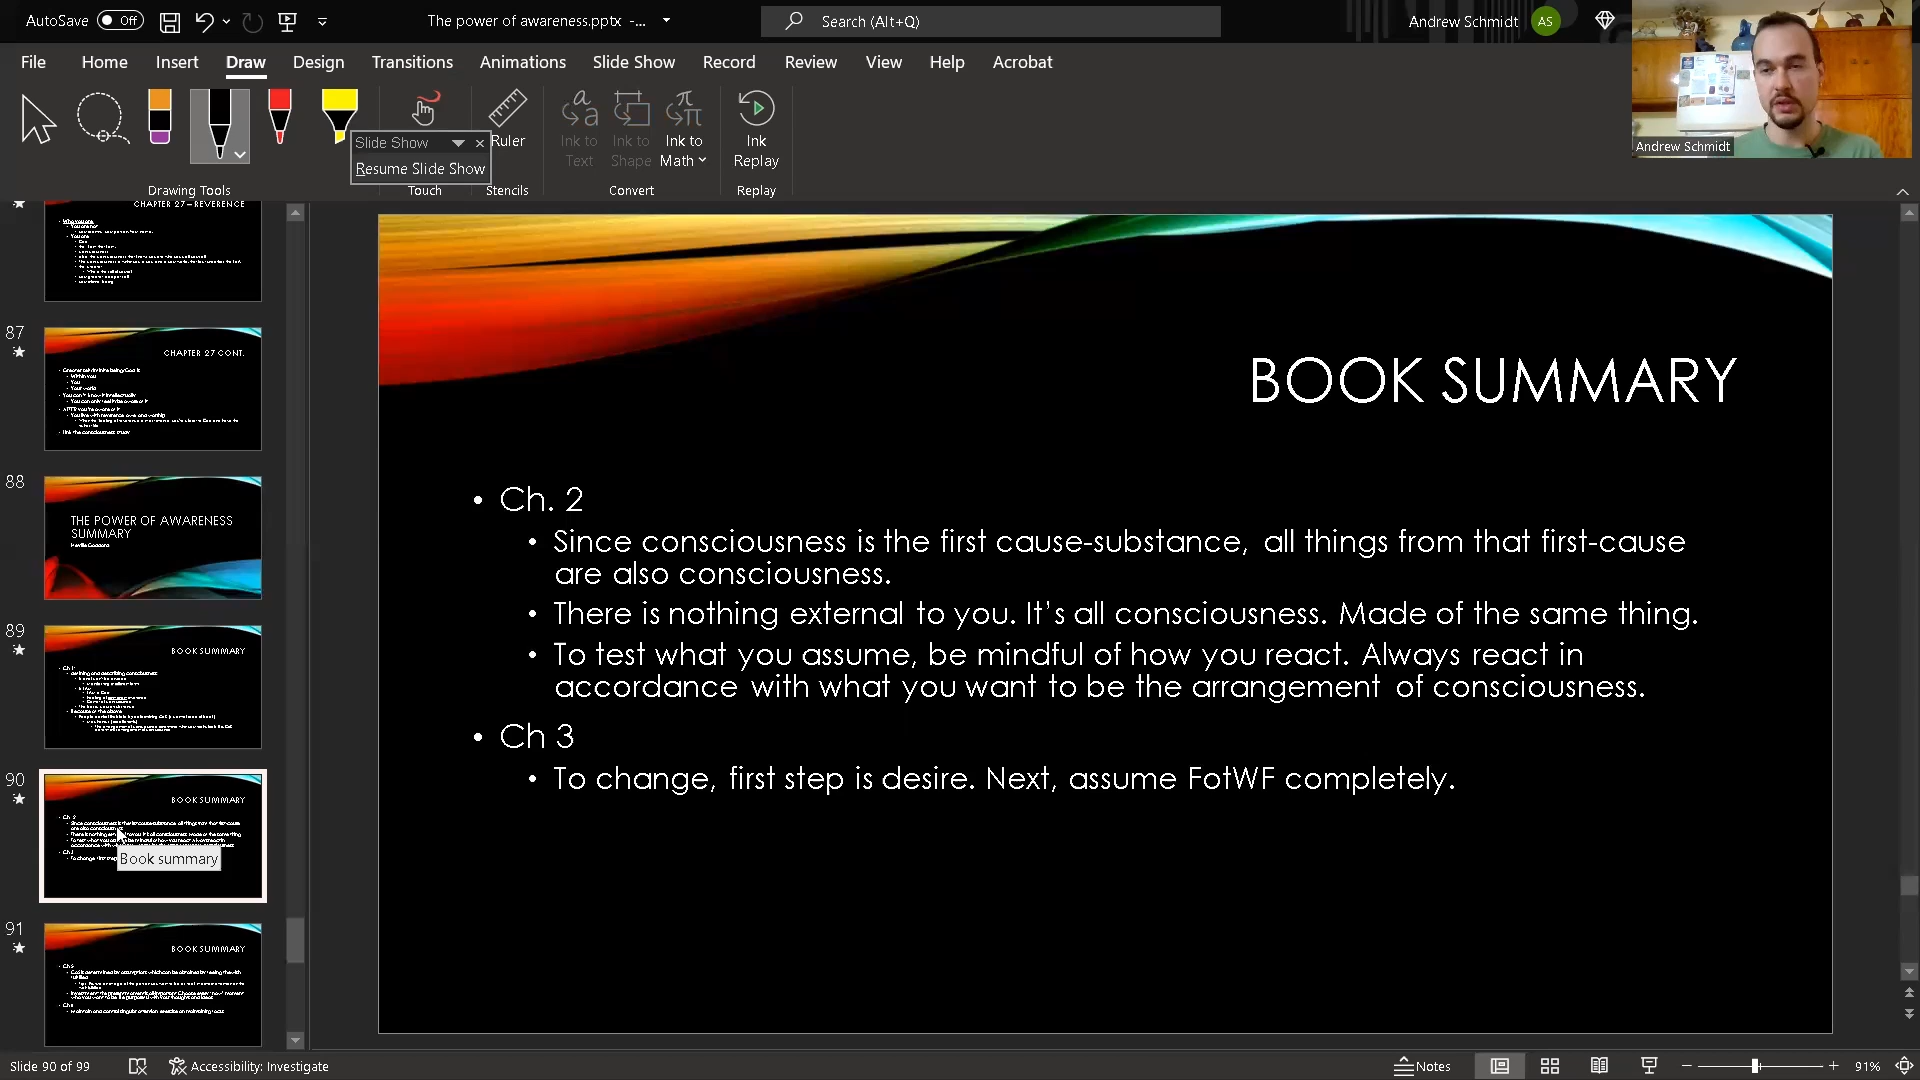 AutoSave
Off
The power of awareness.pptx -...
Search (Alt+Q)
Andrew Schmidt
AS
File
Home
Insert
Draw
Design
Transitions
Animations
Slide Show
Record
Review
View
Help
Acrobat
Slide Show
Resume Slide Show
Ruler
Ink to Text
Ink to Shape
Ink to Math
Ink Replay
Drawing Tools
Touch
Stencils
Convert
Replay
Andrew Schmidt
CHAPTER 27 – REVERENCE
87
CHAPTER 27 CONT.
88
THE POWER OF AWARENESS
SUMMARY
89
BOOK SUMMARY
90
BOOK SUMMARY
Book summary
91
BOOK SUMMARY
BOOK SUMMARY
• Ch. 2
• Since consciousness is the first cause-substance, all things from that first-cause
are also consciousness.
• There is nothing external to you. It's all consciousness. Made of the same thing.
• To test what you assume, be mindful of how you react. Always react in
accordance with what you want to be the arrangement of consciousness.
• Ch 3
• To change, first step is desire. Next, assume FotWF completely.
Slide 90 of 99
Accessibility: Investigate
Notes
91%